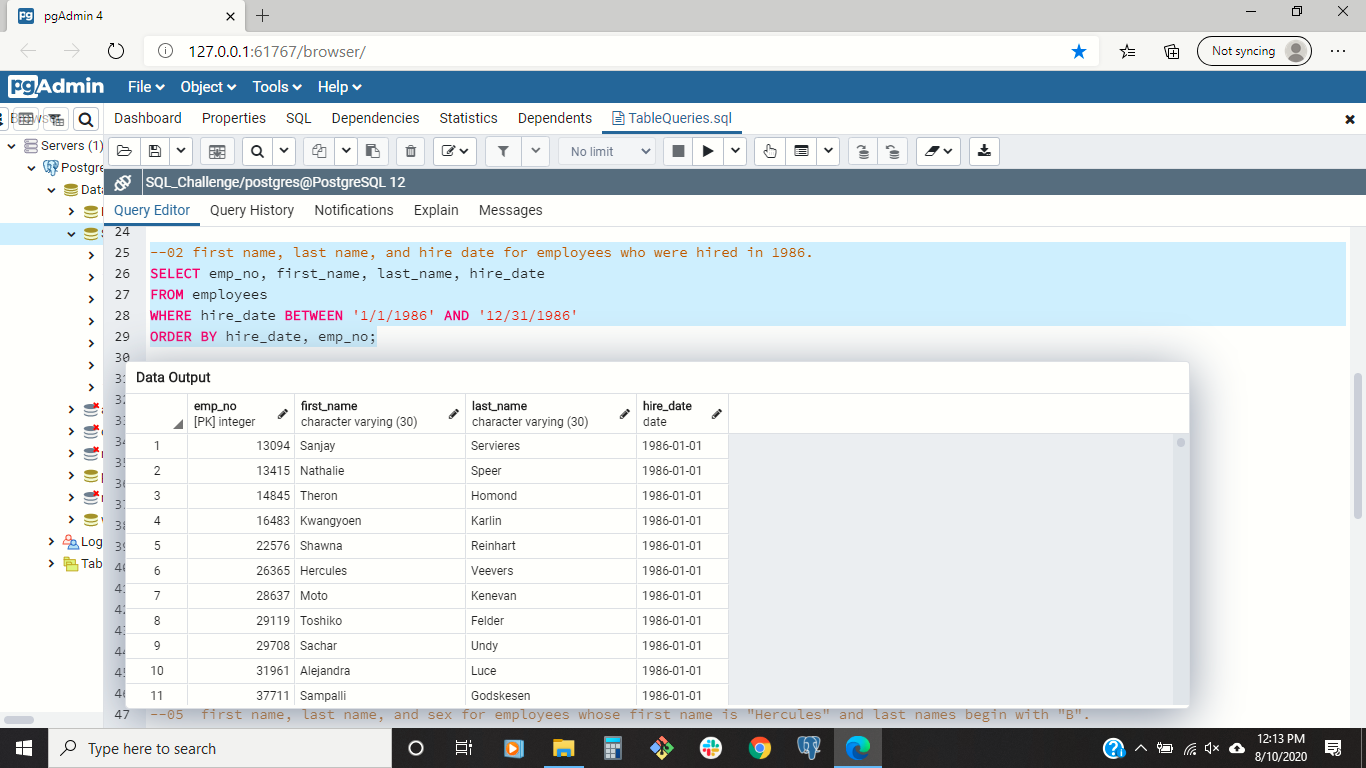 pgAdmin 4
127.0.0.1:61767/browser/
Not syncing
pgAdmin File Object Tools Help
Dashboard Properties SQL Dependencies Statistics Dependents TableQueries.sql
Servers (1)
Postgre
Data
Log
Tab
No limit
SQL_Challenge/postgres@PostgreSQL 12
Query Editor Query History Notifications Explain Messages
24
25 --02 first name, last name, and hire date for employees who were hired in 1986.
26 SELECT emp_no, first_name, last_name, hire_date
27 FROM employees
28 WHERE hire_date BETWEEN '1/1/1986' AND '12/31/1986'
29 ORDER BY hire_date, emp_no;
30
Data Output
emp_no first_name last_name hire_date
[PK] integer character varying (30) character varying (30) date
1 13094 Sanjay Servieres 1986-01-01
2 13415 Nathalie Speer 1986-01-01
3 14845 Theron Homond 1986-01-01
4 16483 Kwangyoen Karlin 1986-01-01
5 22576 Shawna Reinhart 1986-01-01
6 26365 Hercules Veevers 1986-01-01
7 28637 Moto Kenevan 1986-01-01
8 29119 Toshiko Felder 1986-01-01
9 29708 Sachar Undy 1986-01-01
10 31961 Alejandra Luce 1986-01-01
11 37711 Sampalli Godskesen 1986-01-01
47 --05 first name, last name, and sex for employees whose first name is "Hercules" and last names begin with "B".
Type here to search
12:13 PM
8/10/2020